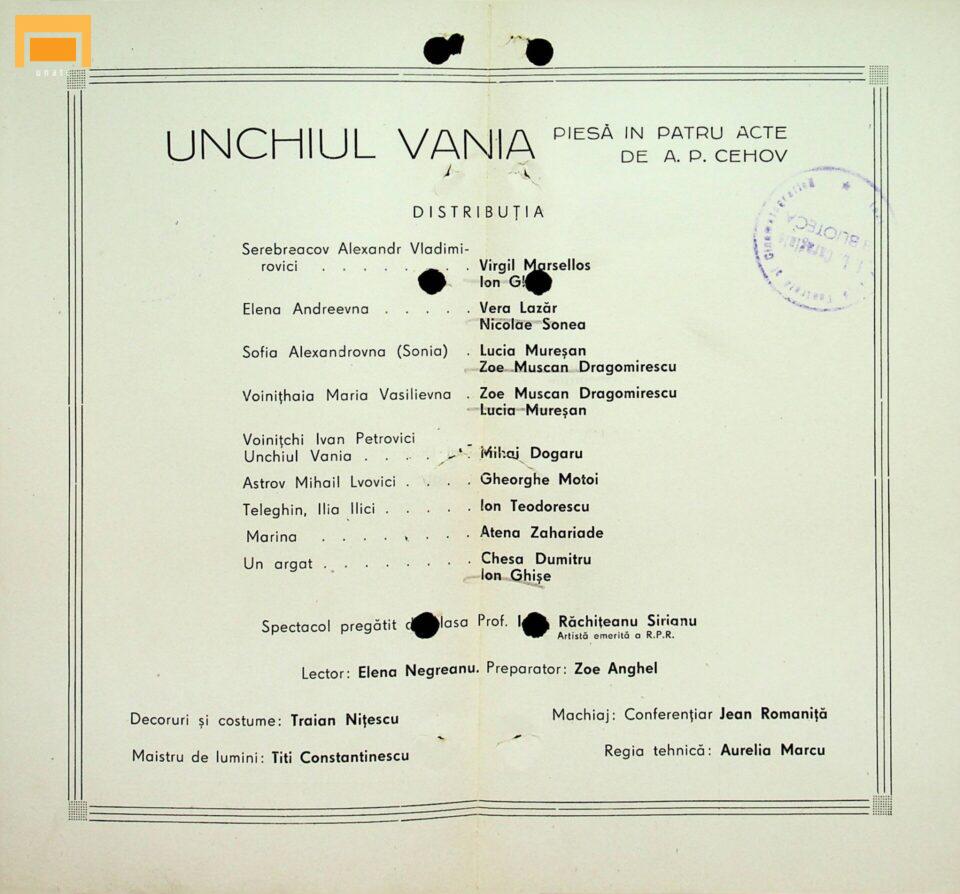 UNCHIUL VANIA
PIESĂ IN PATRU ACTE
DE A. P. CEHOV
DISTRIBUȚIA
Serebreacov Alexandr Vladimi-
rovici . . . . . . . . Virgil Marsellos
Ion
Elena Andreevna . . . . . Vera Lazăr
Nicolae Sonea
Sofia Alexandrovna (Sonia) . Lucia Mureșan
Zoe Muscan Dragomirescu
Voinițhaia Maria Vasilievna . Zoe Muscan Dragomirescu
Lucia Mureșan
Voinițchi Ivan Petrovici
Unchiul Vania . . . . . . Mihai Dogaru
Astrov Mihail Lvovici . . . . Gheorghe Motoi
Teleghin, Ilia Ilici . . . . . Ion Teodorescu
Marina . . . . . . . . Atena Zahariade
Un argat . . . . . . . . Chesa Dumitru
Ion Ghișe
Spectacol pregătit Prof. Răchițeanu Sirianu
Artistă emerită a R.P.R.
Lector: Elena Negreanu. Preparator: Zoe Anghel
Decoruri și costume: Traian Nițescu
Machiaj: Conferențiar Jean Romaniță
Maistru de lumini: Titi Constantinescu
Regia tehnică: Aurelia Marcu